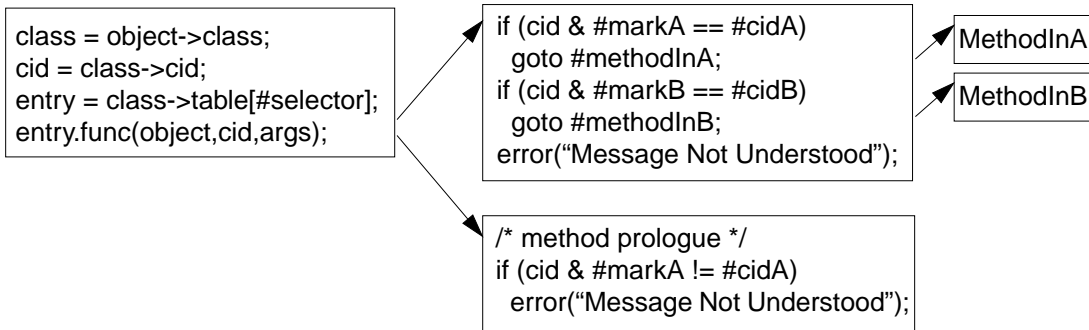 class = object->class;
cid = class->cid;
entry = class->table[#selector];
entry.func(object,cid,args);
if (cid & #markA == #cidA)
goto #methodInA;
if (cid & #markB == #cidB)
goto #methodInB;
error(“Message Not Understood”);
MethodInA
MethodInB
/* method prologue */
if (cid & #markA != #cidA)
error(“Message Not Understood”);